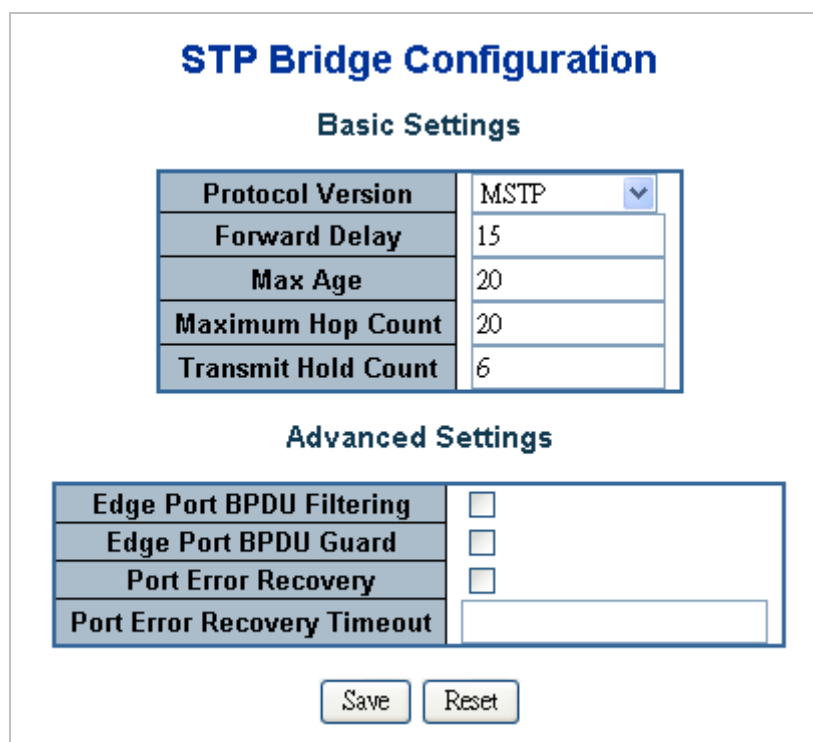 STP Bridge Configuration
Basic Settings
Protocol Version MSTP
Forward Delay 15
Max Age 20
Maximum Hop Count 20
Transmit Hold Count 6
Advanced Settings
Edge Port BPDU Filtering
Edge Port BPDU Guard
Port Error Recovery
Port Error Recovery Timeout
Save Reset